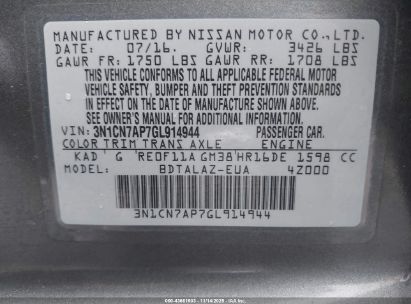 MANUFACTURED BY NISSAN MOTOR CO., LTD.
DATE: 07/16. GVWR: 3426 LBS
GAWR FR: 1750 LBS GAWR RR: 1708 LBS
THIS VEHICLE CONFORMS TO ALL APPLICABLE FEDERAL MOTOR
VEHICLE SAFETY, BUMPER AND THEFT PREVENTION STANDARDS
IN EFFECT ON THE DATE OF MANUFACTURE SHOWN ABOVE.
SEE OWNER'S MANUAL FOR ADDITIONAL INFORMATION.
VIN: 3N1CN7AP7GL914944 PASSENGER CAR.
COLOR TRIM TRANS AXLE ENGINE
KAD G RE0F11A GM38 HR16DE 1598 CC
MODEL: BDTALAZ-EUA 4Z000
3N1CN7AP7GL914944